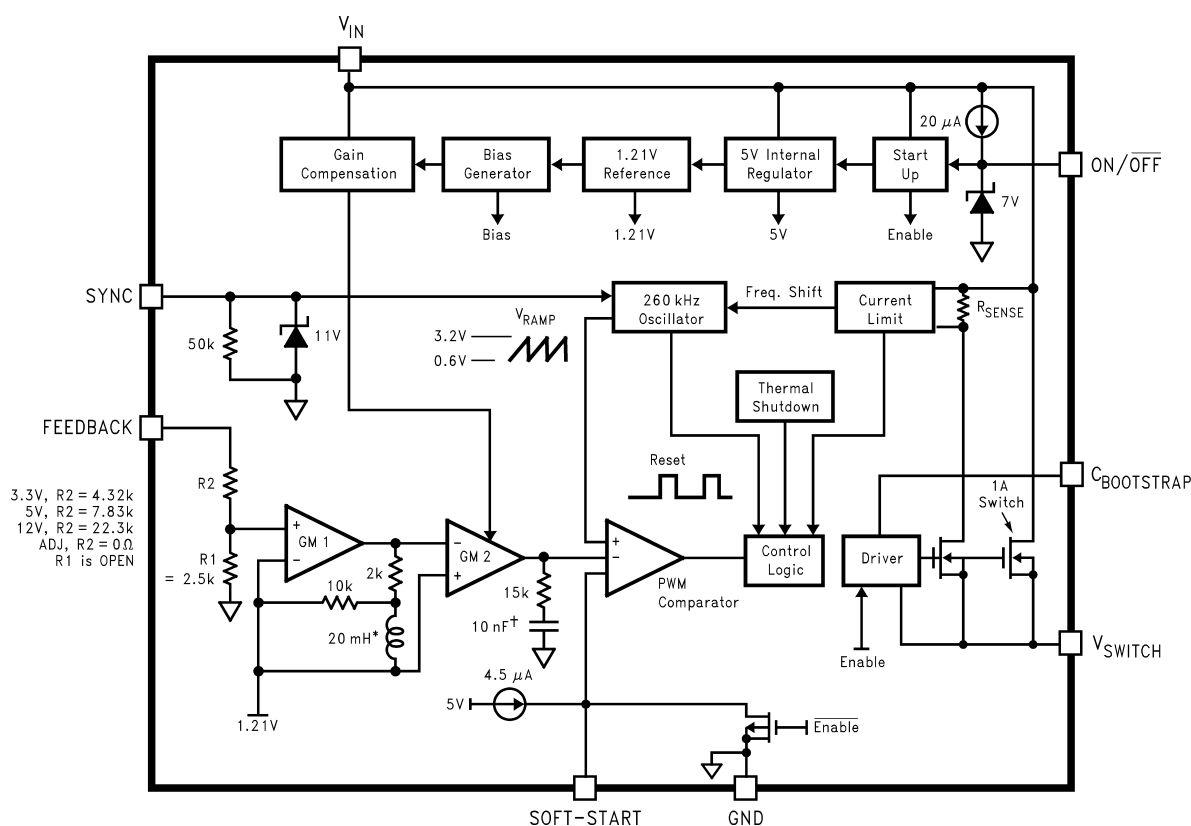 V_IN
20 μA
Gain
Compensation
Bias
Generator
1.21V
Reference
5V Internal
Regulator
Start
Up
ON/O̅F̅F̅
7V
Bias
1.21V
5V
Enable
SYNC
260 kHz
Oscillator
Freq. Shift
Current
Limit
R_SENSE
50k
11V
V_RAMP
3.2V
0.6V
Thermal
Shutdown
FEEDBACK
R2
Reset
C_BOOTSTRAP
1A
Switch
3.3V, R2 = 4.32k
5V, R2 = 7.83k
12V, R2 = 22.3k
ADJ, R2 = 0Ω
R1 is OPEN
R1
= 2.5k
+
−
GM 1
−
+
GM 2
+
−
PWM
Comparator
Control
Logic
Driver
2k
10k
20 mH*
15k
10 nF†
Enable
V_SWITCH
4.5 μA
5V
1.21V
E̅n̅a̅b̅l̅e̅
SOFT-START
GND